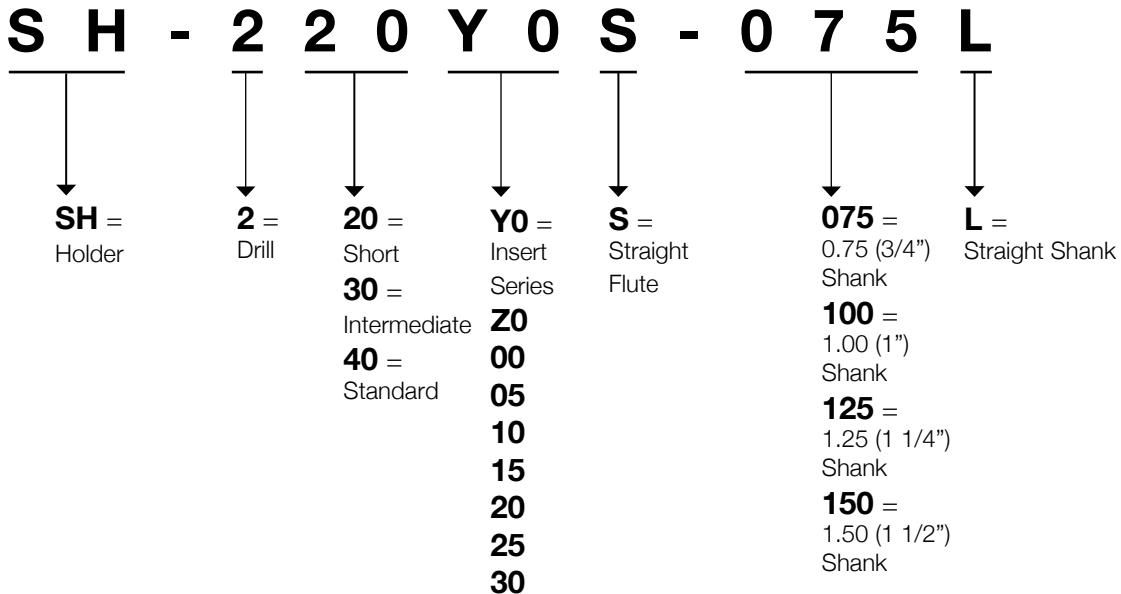 S H - 2 2 0 Y 0 S - 0 7 5 L
SH =
Holder
2 =
Drill
20 =
Short
30 =
Intermediate
40 =
Standard
Y0 =
Insert
Series
Z0
00
05
10
15
20
25
30
S =
Straight
Flute
075 =
0.75 (3/4”)
Shank
100 =
1.00 (1”)
Shank
125 =
1.25 (1 1/4”)
Shank
150 =
1.50 (1 1/2”)
Shank
L =
Straight Shank